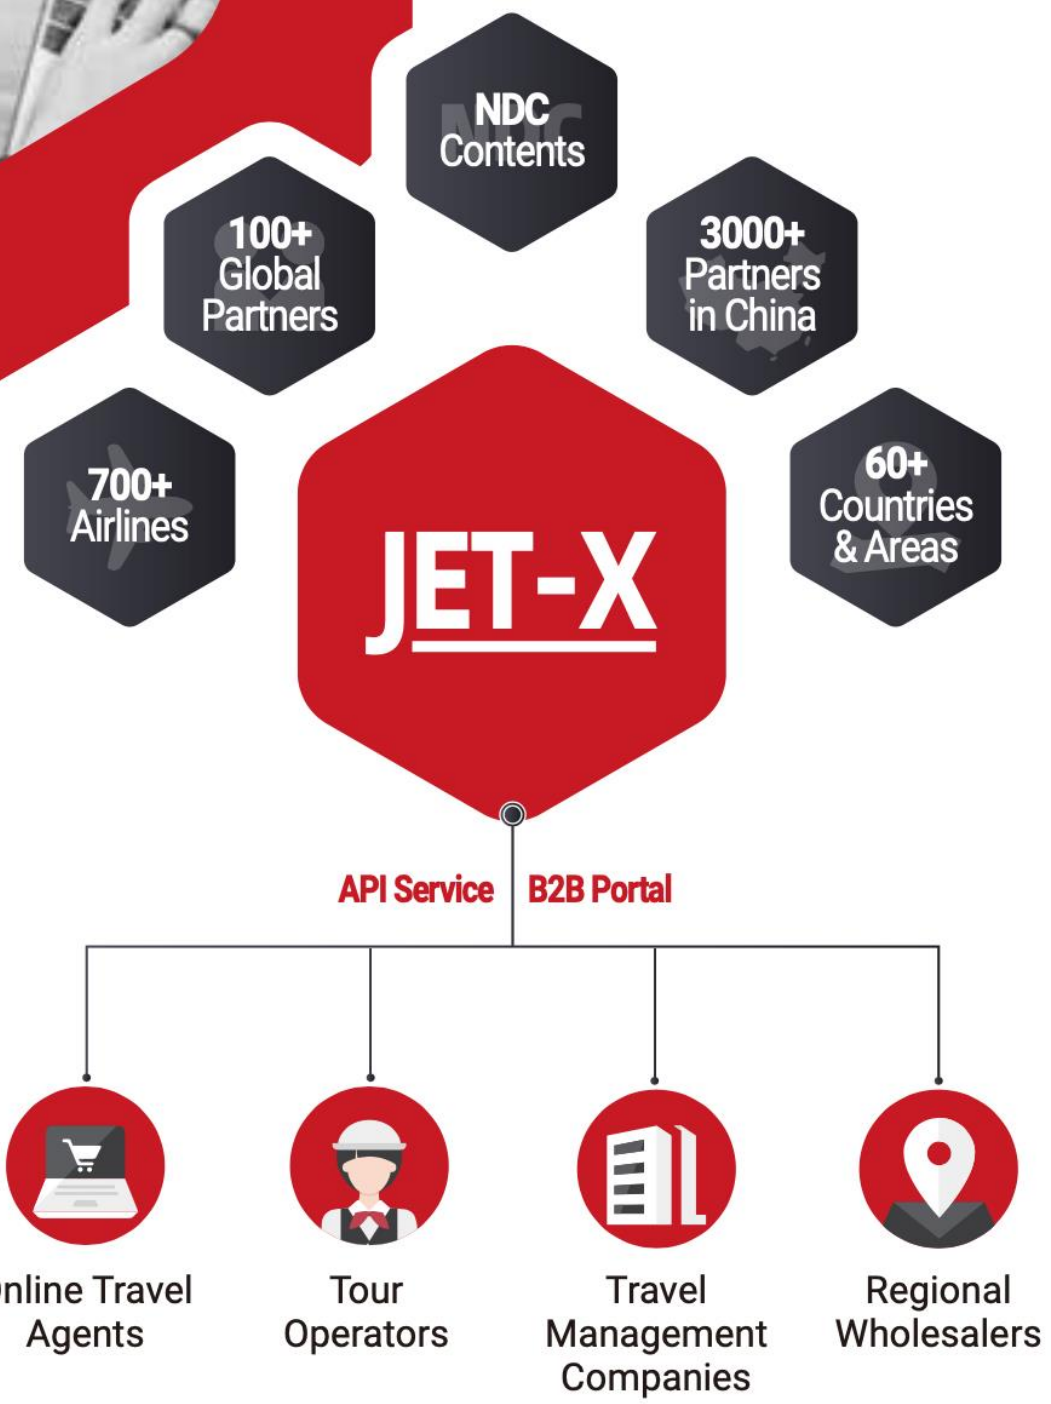 NDC
Contents
100+
Global
Partners
3000+
Partners
in China
700+
Airlines
60+
Countries
& Areas
JET-X
API Service
B2B Portal
nline Travel
Agents
Tour
Operators
Travel
Management
Companies
Regional
Wholesalers